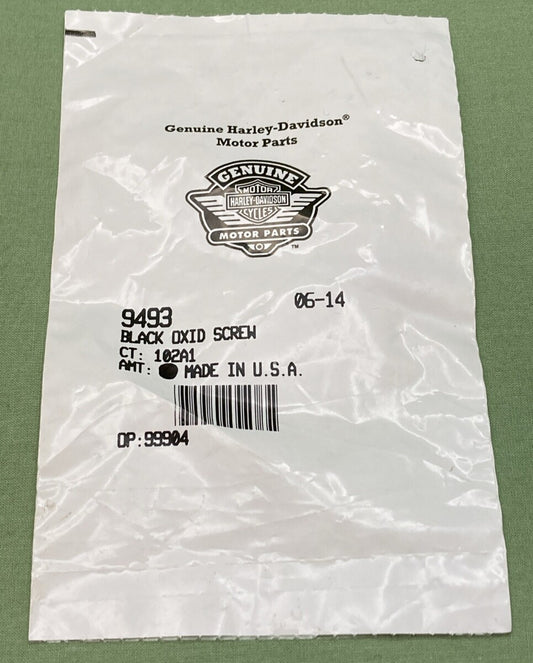 Genuine Harley-Davidson®
Motor Parts
GENUINE
MOTOR
HARLEY-DAVIDSON
CYCLES
MOTOR PARTS
TM
06-14
9493
BLACK OXID SCREW
CT: 102A1
AMT: MADE IN U.S.A.
OP:99904